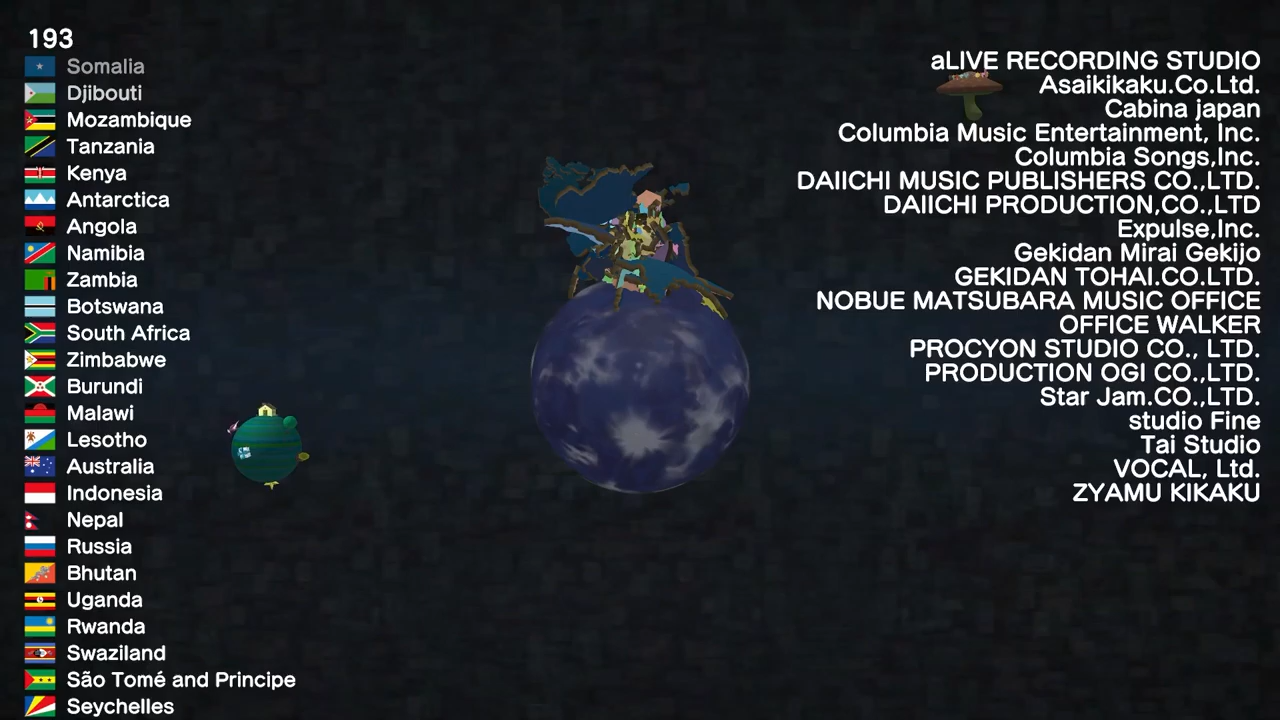 193
Somalia
Djibouti
Mozambique
Tanzania
Kenya
Antarctica
Angola
Namibia
Zambia
Botswana
South Africa
Zimbabwe
Burundi
Malawi
Lesotho
Australia
Indonesia
Nepal
Russia
Bhutan
Uganda
Rwanda
Swaziland
São Tomé and Principe
Seychelles
aLIVE RECORDING STUDIO
Asaikikaku.Co.Ltd.
Cabina japan
Columbia Music Entertainment, Inc.
Columbia Songs,Inc.
DAIICHI MUSIC PUBLISHERS CO.,LTD.
DAIICHI PRODUCTION,CO.,LTD
Expulse,Inc.
Gekidan Mirai Gekijo
GEKIDAN TOHAI.CO.LTD.
NOBUE MATSUBARA MUSIC OFFICE
OFFICE WALKER
PROCYON STUDIO CO., LTD.
PRODUCTION OGI CO.,LTD.
Star Jam.CO.,LTD.
studio Fine
Tai Studio
VOCAL, Ltd.
ZYAMU KIKAKU